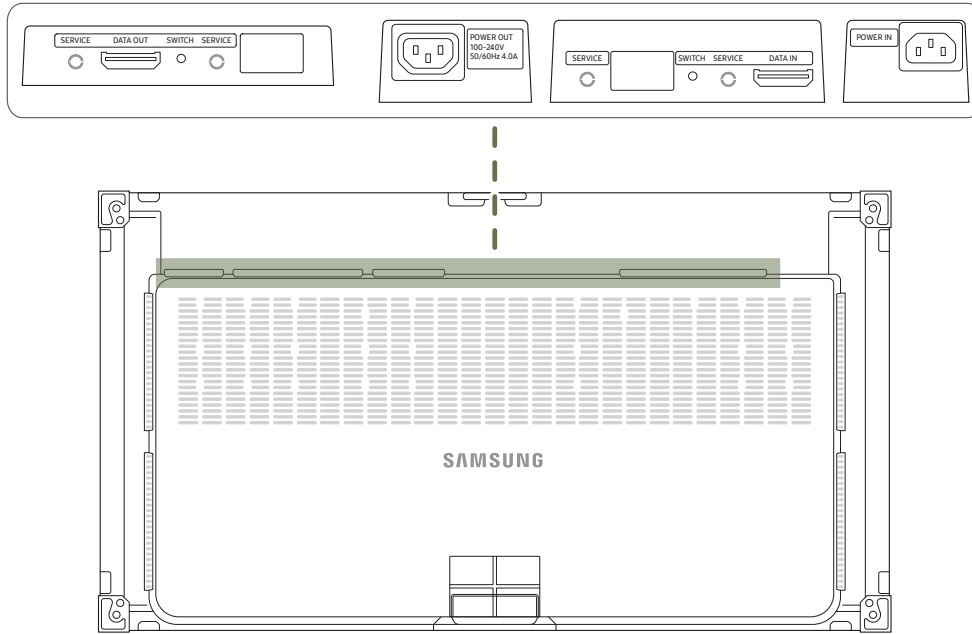 SERVICE DATA OUT SWITCH SERVICE
POWER OUT
100-240V
50/60Hz 4.0A
SERVICE SWITCH SERVICE DATA IN
POWER IN
SAMSUNG